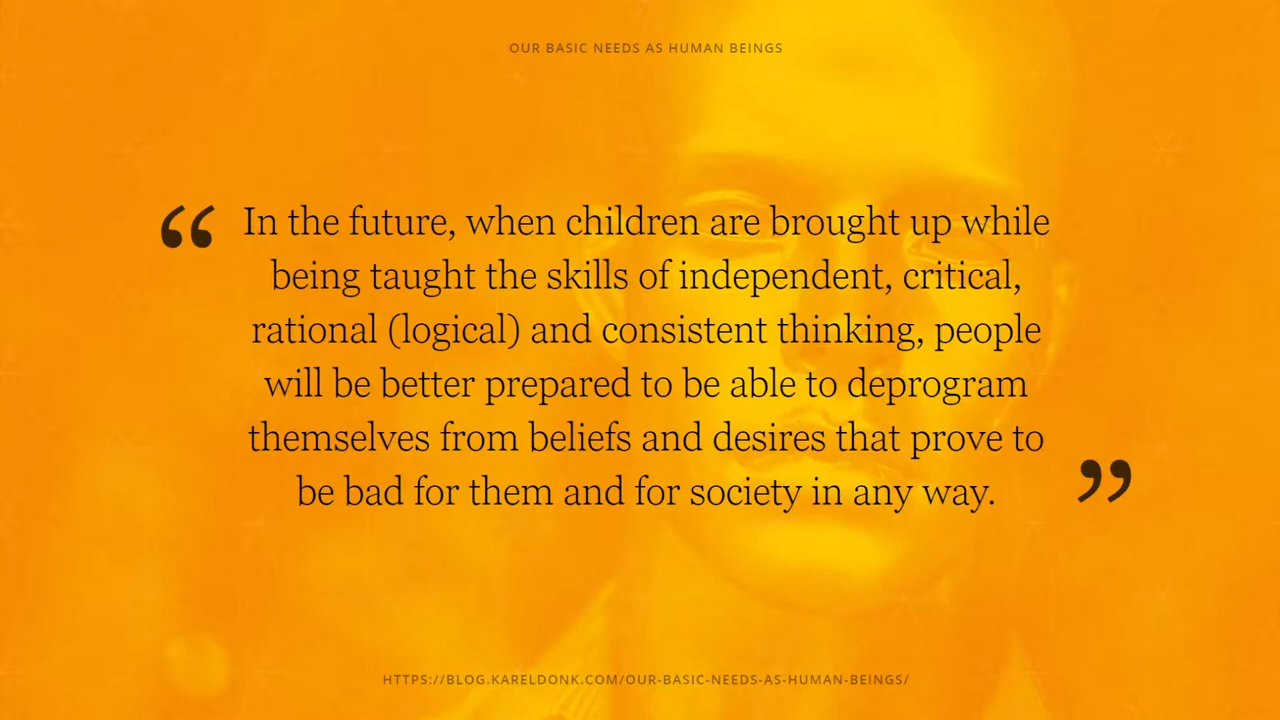 OUR BASIC NEEDS AS HUMAN BEINGS
“ In the future, when children are brought up while
being taught the skills of independent, critical,
rational (logical) and consistent thinking, people
will be better prepared to be able to deprogram
themselves from beliefs and desires that prove to
be bad for them and for society in any way. ”
HTTPS://BLOG.KARELDONK.COM/OUR-BASIC-NEEDS-AS-HUMAN-BEINGS/